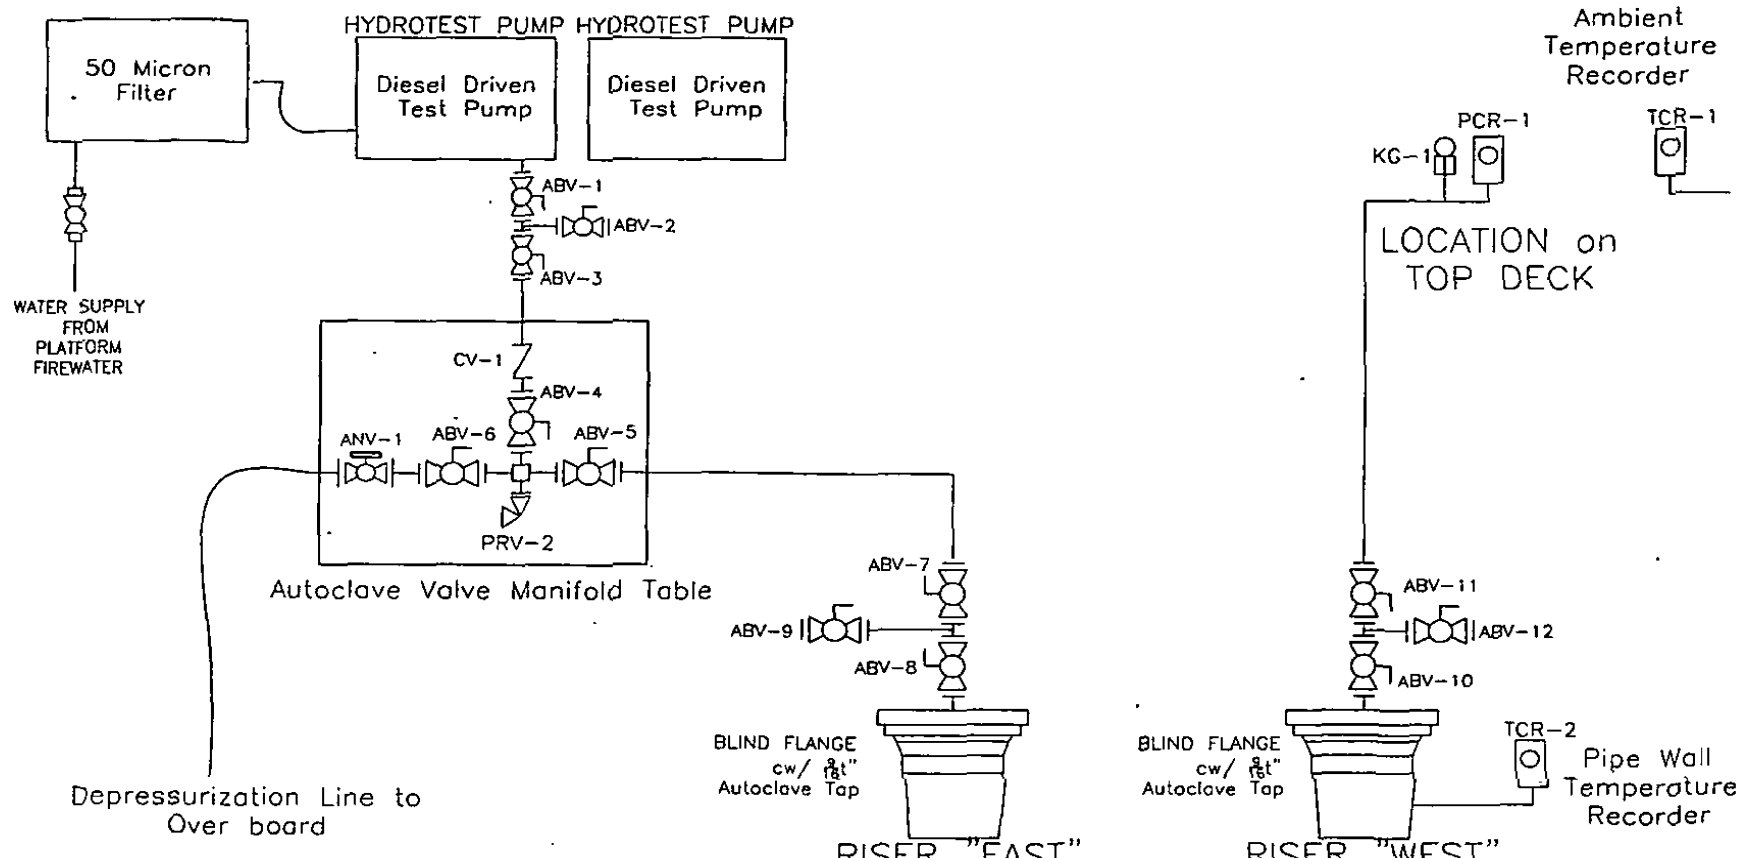 HYDROTEST PUMP
HYDROTEST PUMP
50 Micron
Filter
Diesel Driven
Test Pump
Diesel Driven
Test Pump
Ambient
Temperature
Recorder
PCR-1
TCR-1
KG-1
LOCATION on
TOP DECK
ABV-1
ABV-2
ABV-3
WATER SUPPLY
FROM
PLATFORM
FIREWATER
CV-1
ABV-4
ANV-1
ABV-6
ABV-5
PRV-2
Autoclave Valve Manifold Table
ABV-7
ABV-9
ABV-8
ABV-11
ABV-12
ABV-10
BLIND FLANGE
cw/
Autoclave Tap
BLIND FLANGE
cw/
Autoclave Tap
TCR-2
Pipe Wall
Temperature
Recorder
Depressurization Line to
Over board
RISER "EAST"
RISER "WEST"